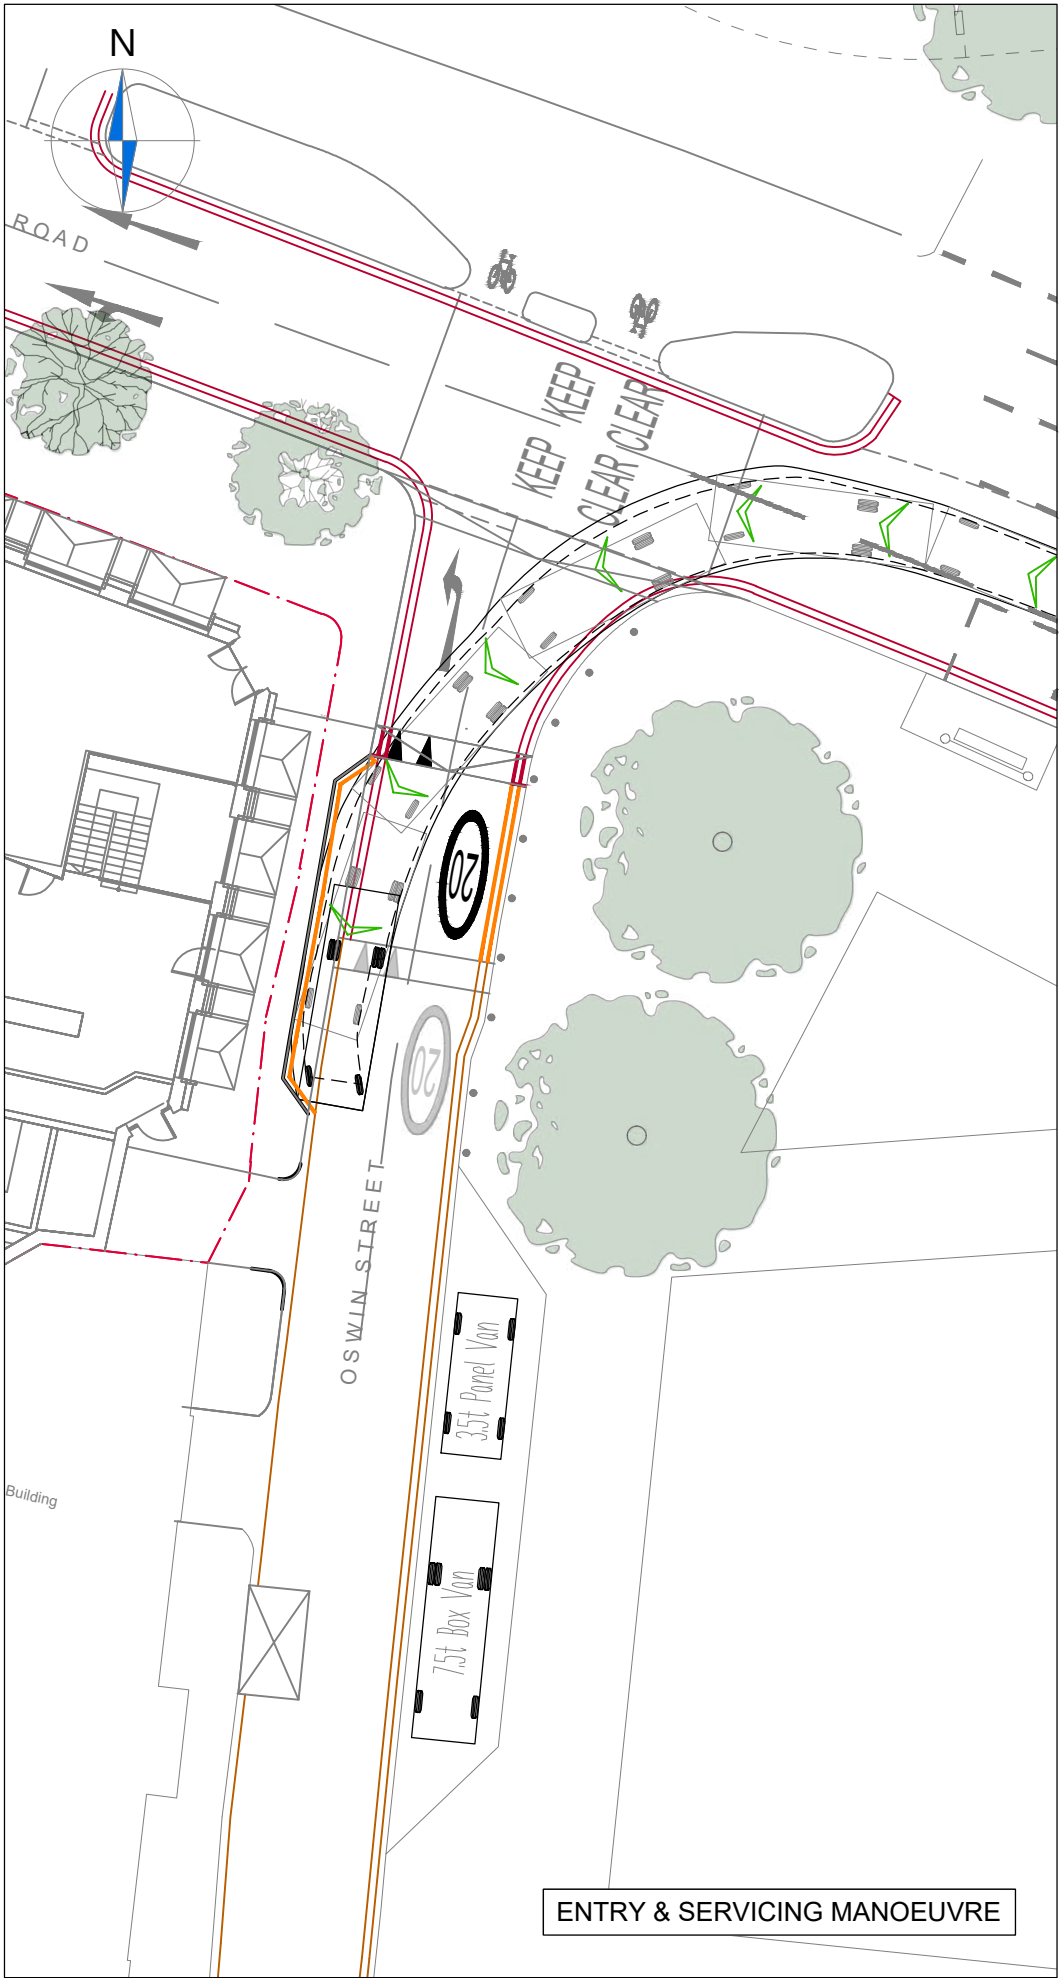 N
ROAD
KEEP KEEP
CLEAR CLEAR
20
20
OSWIN STREET
3.5t Panel Van
Building
7.5t Box Van
ENTRY & SERVICING MANOEUVRE